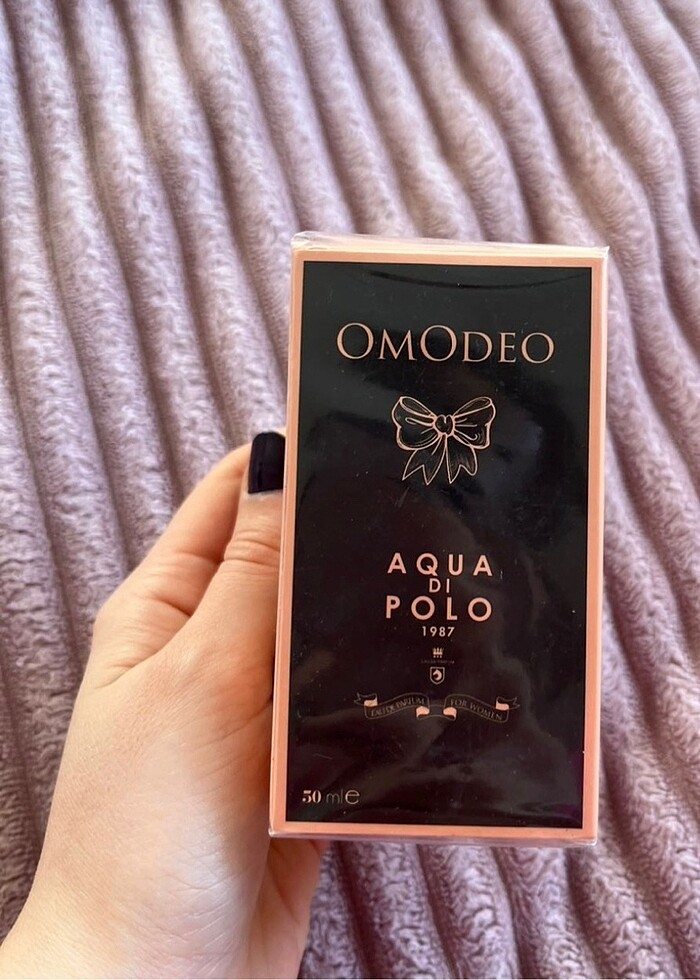 OMODEO
AQUA
DI
POLO
1987
EAU DE PARFUM FOR WOMEN
50 ml e